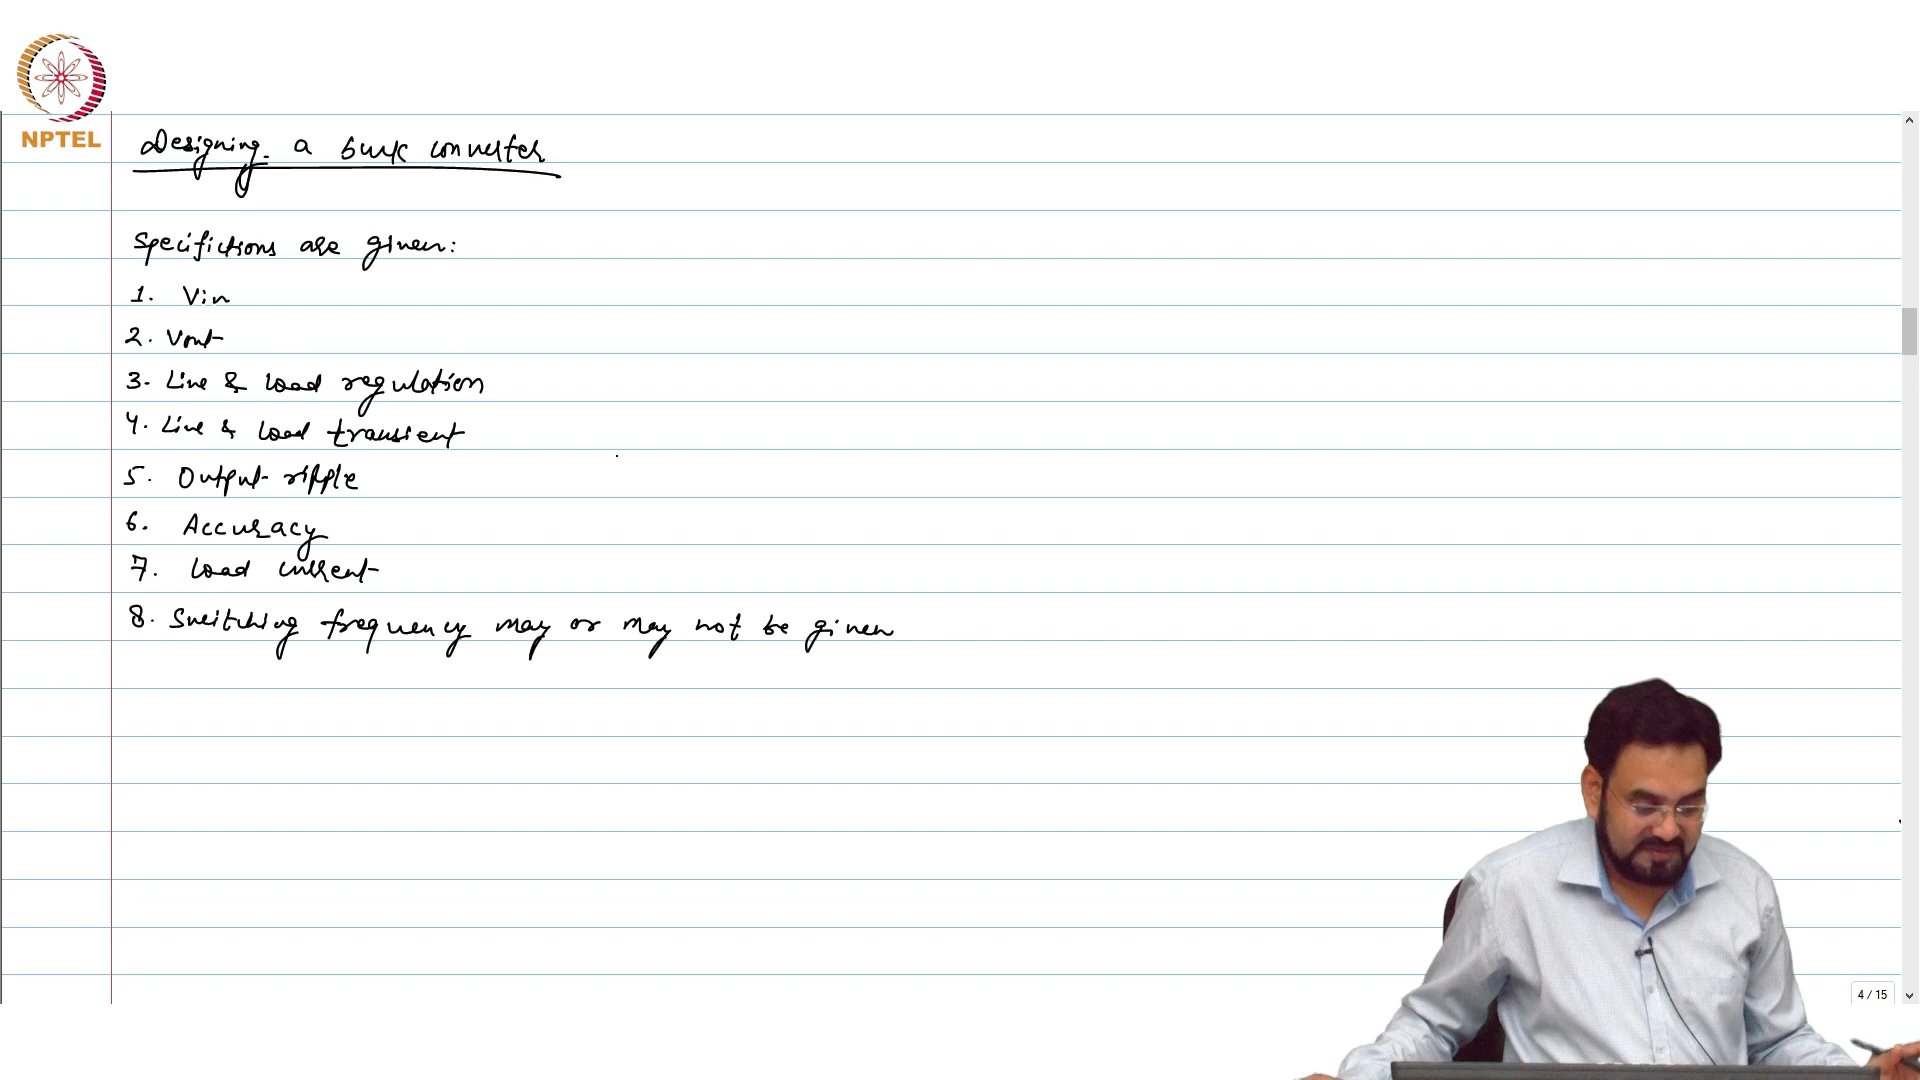 NPTEL
Designing a buck converter
Specifictions are given:
1. Vin
2. Vout
3. Line & load regulation
4. Line & load transient
5. Output ripple
6. Accuracy
7. Load current
8. Switching frequency may or may not be given
4 / 15